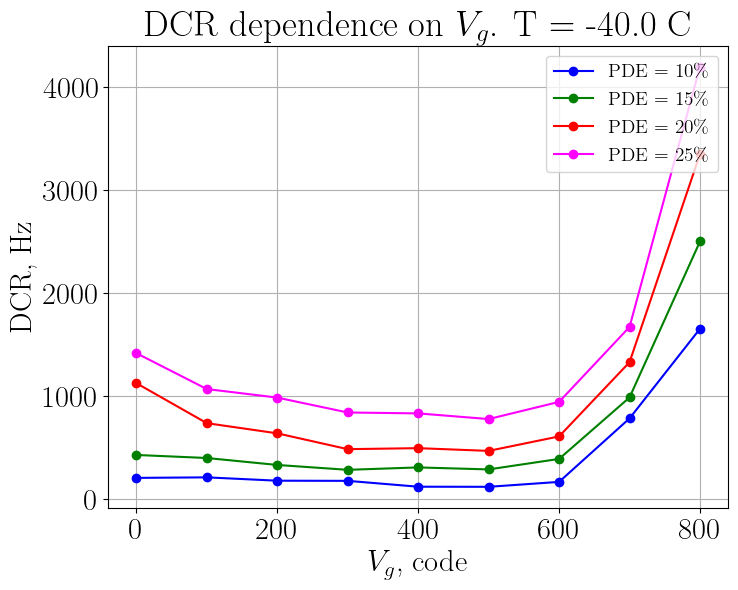 DCR dependence on V_g. T = -40.0 C
PDE = 10%
PDE = 15%
PDE = 20%
PDE = 25%
DCR, Hz
4000
3000
2000
1000
0
0 200 400 600 800
V_g, code